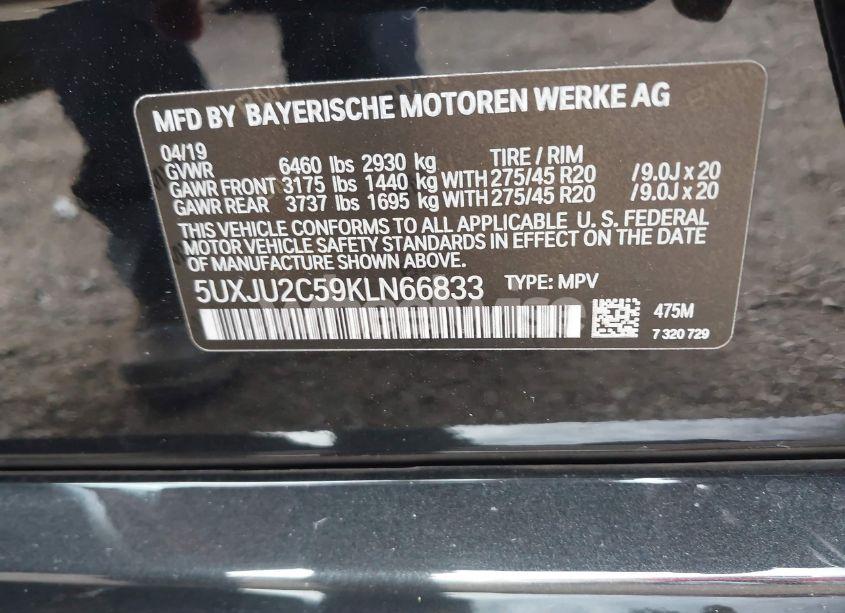 MFD BY BAYERISCHE MOTOREN WERKE AG
04/19 TIRE / RIM
GVWR 6460 lbs 2930 kg
GAWR FRONT 3175 lbs 1440 kg WITH 275/45 R20 /9.0J x 20
GAWR REAR 3737 lbs 1695 kg WITH 275/45 R20 /9.0J x 20
THIS VEHICLE CONFORMS TO ALL APPLICABLE U. S. FEDERAL
MOTOR VEHICLE SAFETY STANDARDS IN EFFECT ON THE DATE
OF MANUFACTURE SHOWN ABOVE.
5UXJU2C59KLN66833 TYPE: MPV
475M
7 320 729